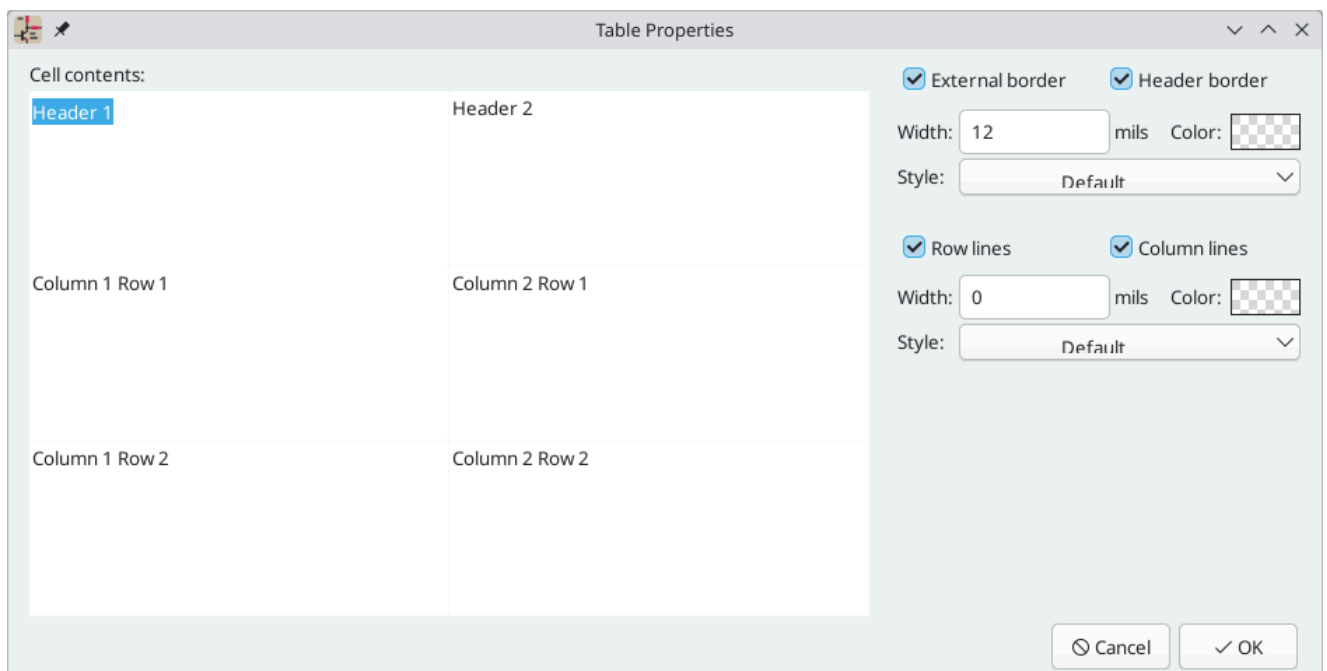 Table Properties
Cell contents:
Header 1 Header 2
Column 1 Row 1 Column 2 Row 1
Column 1 Row 2 Column 2 Row 2
External border Header border
Width: 12 mils Color:
Style: Default
Row lines Column lines
Width: 0 mils Color:
Style: Default
Cancel OK